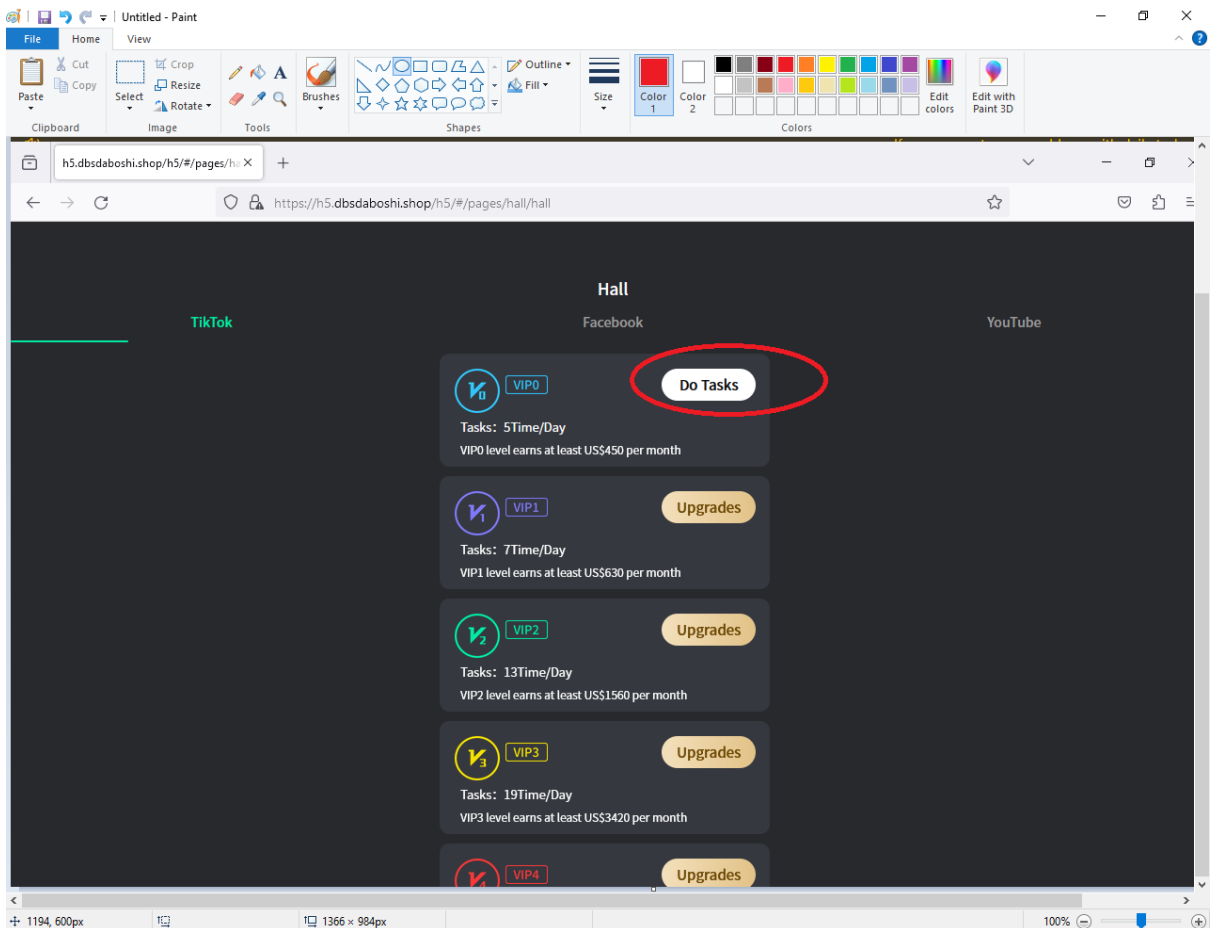 Untitled - Paint
File Home View
Paste
Cut
Copy
Clipboard
Select
Crop
Resize
Rotate
Image
Tools
Brushes
Shapes
Outline
Fill
Size
Color 1
Color 2
Colors
Edit colors
Edit with Paint 3D
h5.dbsdaboshi.shop/h5/#/pages/ha
https://h5.dbsdaboshi.shop/h5/#/pages/hall/hall
Hall
TikTok Facebook YouTube
V0 VIP0 Do Tasks
Tasks: 5Time/Day
VIP0 level earns at least US$450 per month
V1 VIP1 Upgrades
Tasks: 7Time/Day
VIP1 level earns at least US$630 per month
V2 VIP2 Upgrades
Tasks: 13Time/Day
VIP2 level earns at least US$1560 per month
V3 VIP3 Upgrades
Tasks: 19Time/Day
VIP3 level earns at least US$3420 per month
V4 VIP4 Upgrades
1194, 600px 1366 × 984px 100%